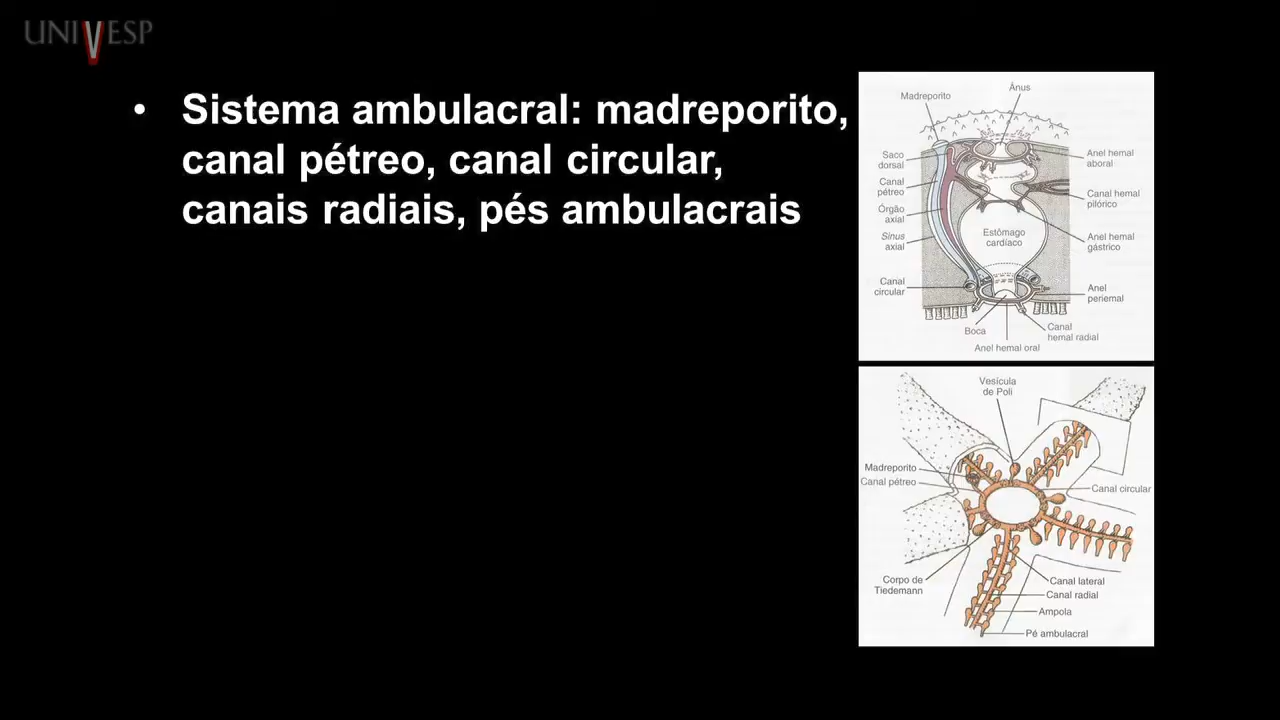 UNIVESP
• Sistema ambulacral: madreporito,
canal pétreo, canal circular,
canais radiais, pés ambulacrais
Ânus
Madreporito
Saco
dorsal
Canal
pétreo
Órgão
axial
Sinus
axial
Canal
circular
Estômago
cardíaco
Anel hemal
aboral
Canal hemal
pilórico
Anel hemal
gástrico
Anel
periemal
Boca
Canal
hemal radial
Anel hemal oral
Vesícula
de Poli
Madreporito
Canal pétreo
Canal circular
Corpo de
Tiedemann
Canal lateral
Canal radial
Ampola
Pé ambulacral